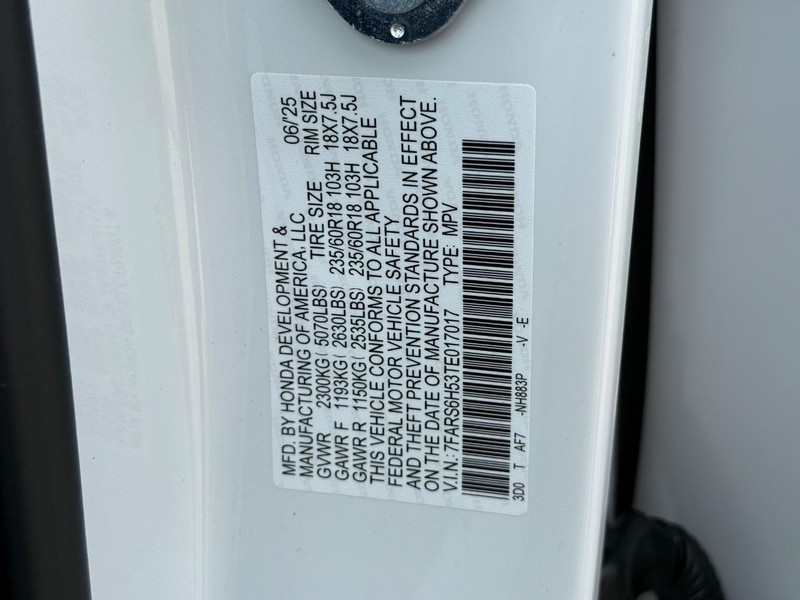 MFD. BY HONDA DEVELOPMENT &
MANUFACTURING OF AMERICA, LLC 06/'25
GVWR 2300KG( 5070LBS) TIRE SIZE RIM SIZE
GAWR F 1193KG( 2630LBS) 235/60R18 103H 18X7.5J
GAWR R 1150KG( 2535LBS) 235/60R18 103H 18X7.5J
THIS VEHICLE CONFORMS TO ALL APPLICABLE
FEDERAL MOTOR VEHICLE SAFETY
AND THEFT PREVENTION STANDARDS IN EFFECT
ON THE DATE OF MANUFACTURE SHOWN ABOVE.
V.I.N.: 7FARS6H53TE017017 TYPE: MPV
3D0 T AF7 -NH883P -V -E